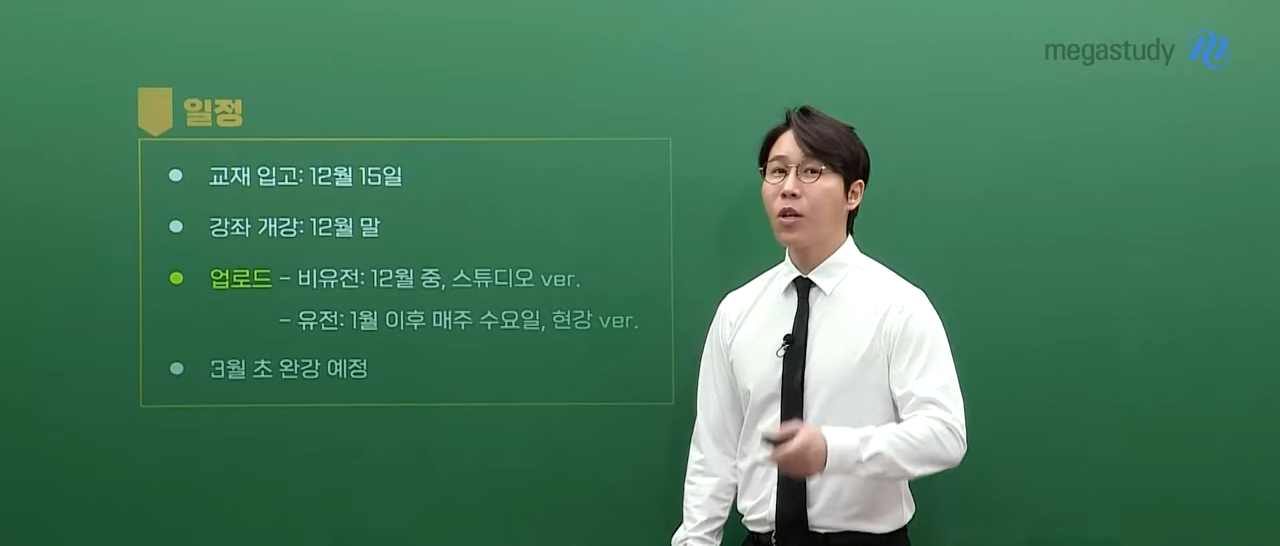 megastudy
일정
교재 입고: 12월 15일
강좌 개강: 12월 말
업로드 - 비유전: 12월 중, 스튜디오 ver.
- 유전: 1월 이후 매주 수요일, 현강 ver.
3월 초 완강 예정